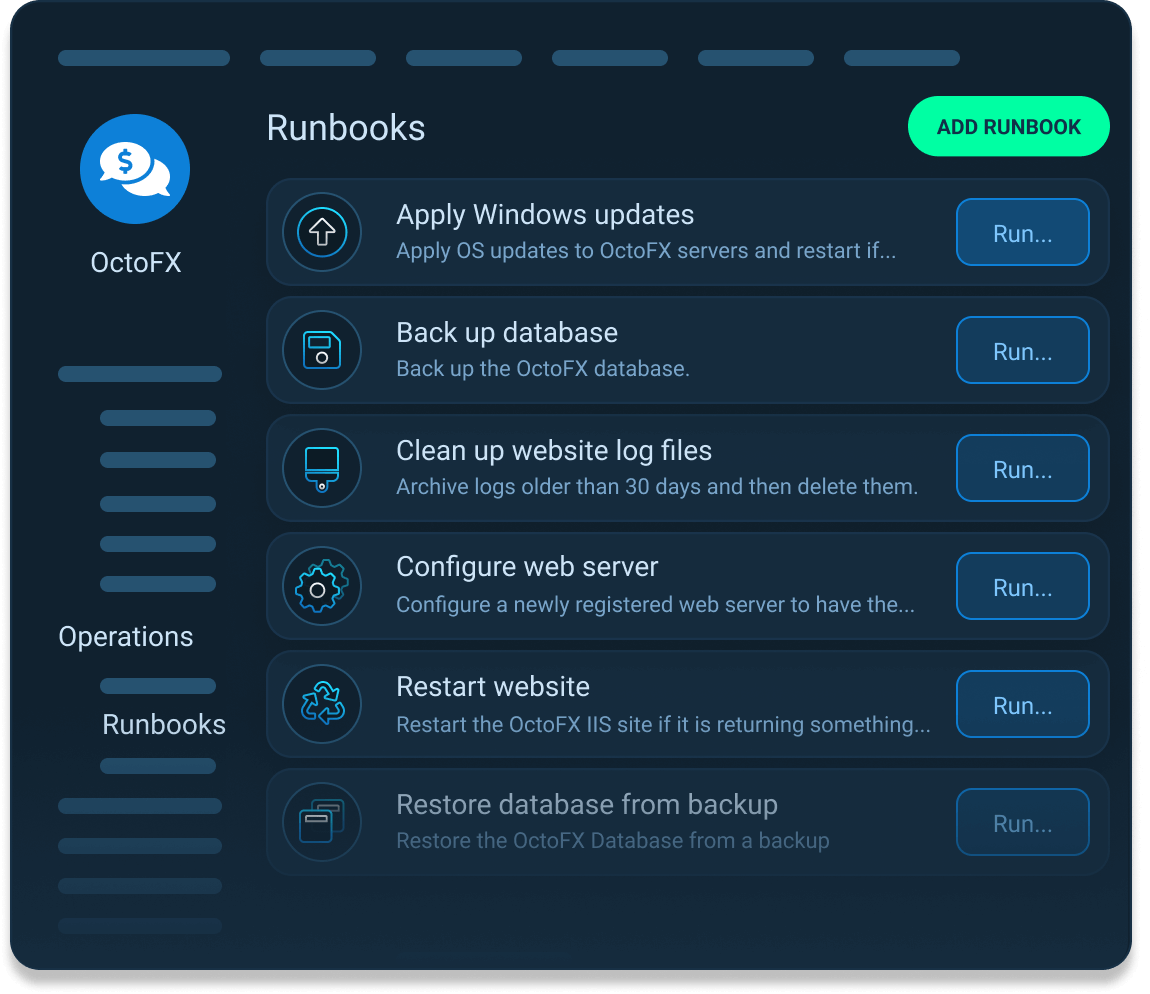 Runbooks
ADD RUNBOOK
$
OctoFX
Apply Windows updates
Apply OS updates to OctoFX servers and restart if...
Run...
Back up database
Back up the OctoFX database.
Run...
Clean up website log files
Archive logs older than 30 days and then delete them.
Run...
Configure web server
Configure a newly registered web server to have the...
Run...
Operations
Restart website
Restart the OctoFX IIS site if it is returning something...
Run...
Runbooks
Restore database from backup
Restore the OctoFX Database from a backup
Run...